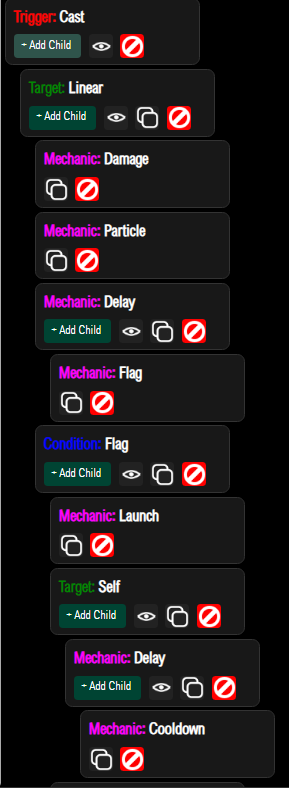 Trigger: Cast
+ Add Child
Target: Linear
+ Add Child
Mechanic: Damage
Mechanic: Particle
Mechanic: Delay
+ Add Child
Mechanic: Flag
Condition: Flag
+ Add Child
Mechanic: Launch
Target: Self
+ Add Child
Mechanic: Delay
+ Add Child
Mechanic: Cooldown